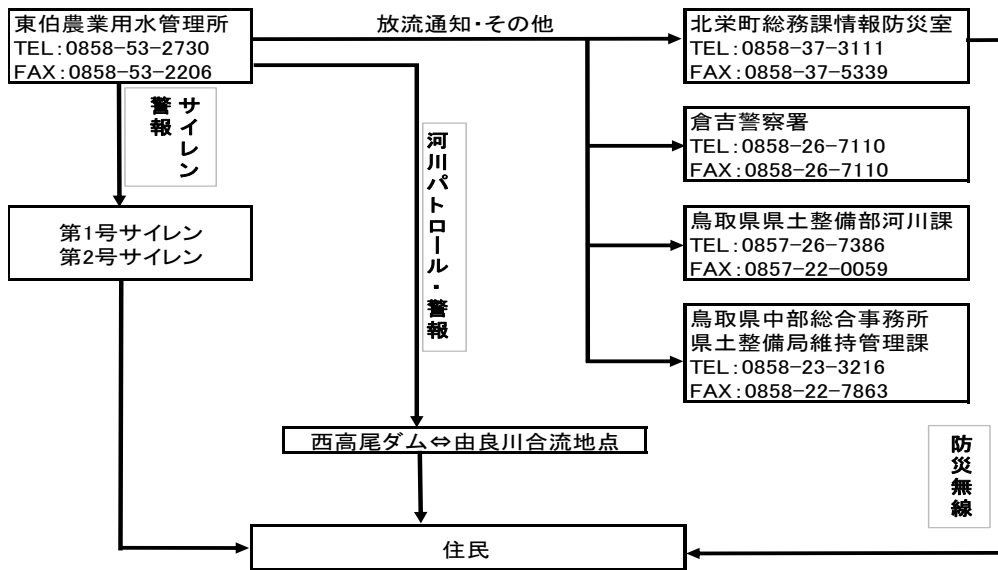 東伯農業用水管理所
TEL:0858-53-2730
FAX:0858-53-2206
放流通知・その他
北栄町総務課情報防災室
TEL:0858-37-3111
FAX:0858-37-5339
サイレン
警報
河川パトロール・警報
倉吉警察署
TEL:0858-26-7110
FAX:0858-26-7110
第1号サイレン
第2号サイレン
鳥取県県土整備部河川課
TEL:0857-26-7386
FAX:0857-22-0059
鳥取県中部総合事務所
県土整備局維持管理課
TEL:0858-23-3216
FAX:0858-22-7863
西高尾ダム⇔由良川合流地点
防災無線
住民